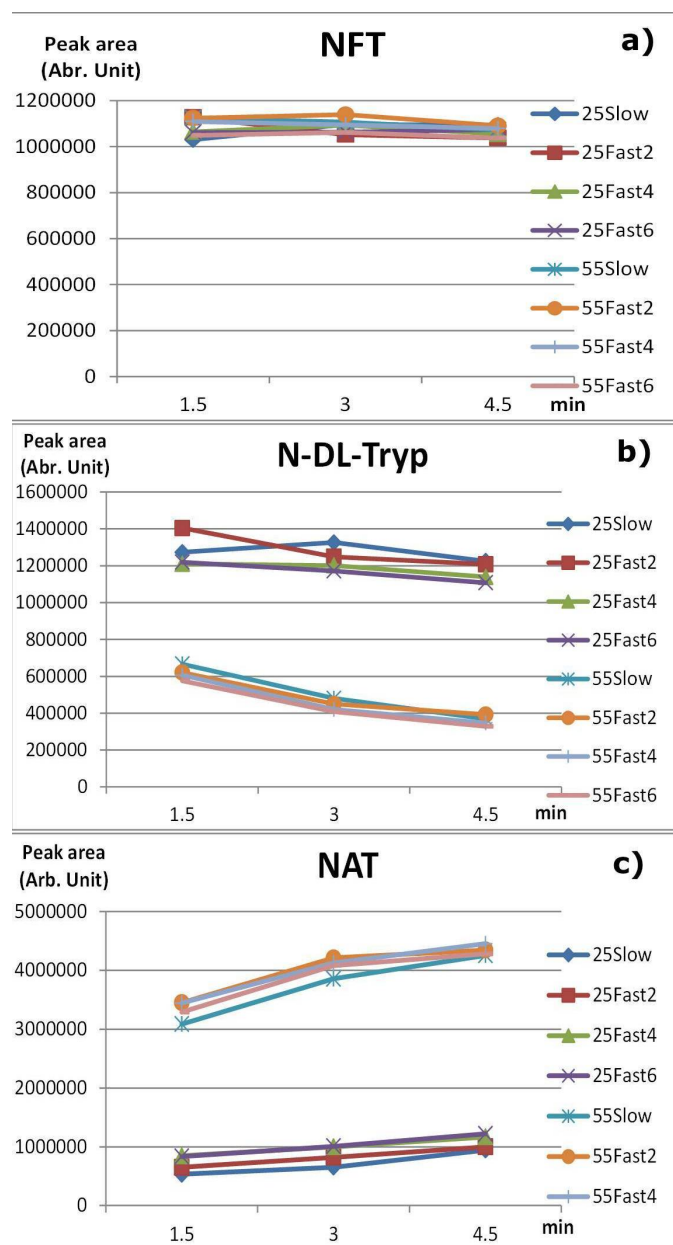 NFT
a)
Peak area
(Abr. Unit)
1200000
1000000
800000
600000
400000
200000
0
1.5
3
4.5
min
25Slow
25Fast2
25Fast4
25Fast6
55Slow
55Fast2
55Fast4
55Fast6
N-DL-Tryp
b)
Peak area
(Abr. Unit)
1600000
1400000
1200000
1000000
800000
600000
400000
200000
0
1.5
3
4.5
min
25Slow
25Fast2
25Fast4
25Fast6
55Slow
55Fast2
55Fast4
55Fast6
NAT
c)
Peak area
(Arb. Unit)
5000000
4000000
3000000
2000000
1000000
0
1.5
3
4.5
min
25Slow
25Fast2
25Fast4
25Fast6
55Slow
55Fast2
55Fast4